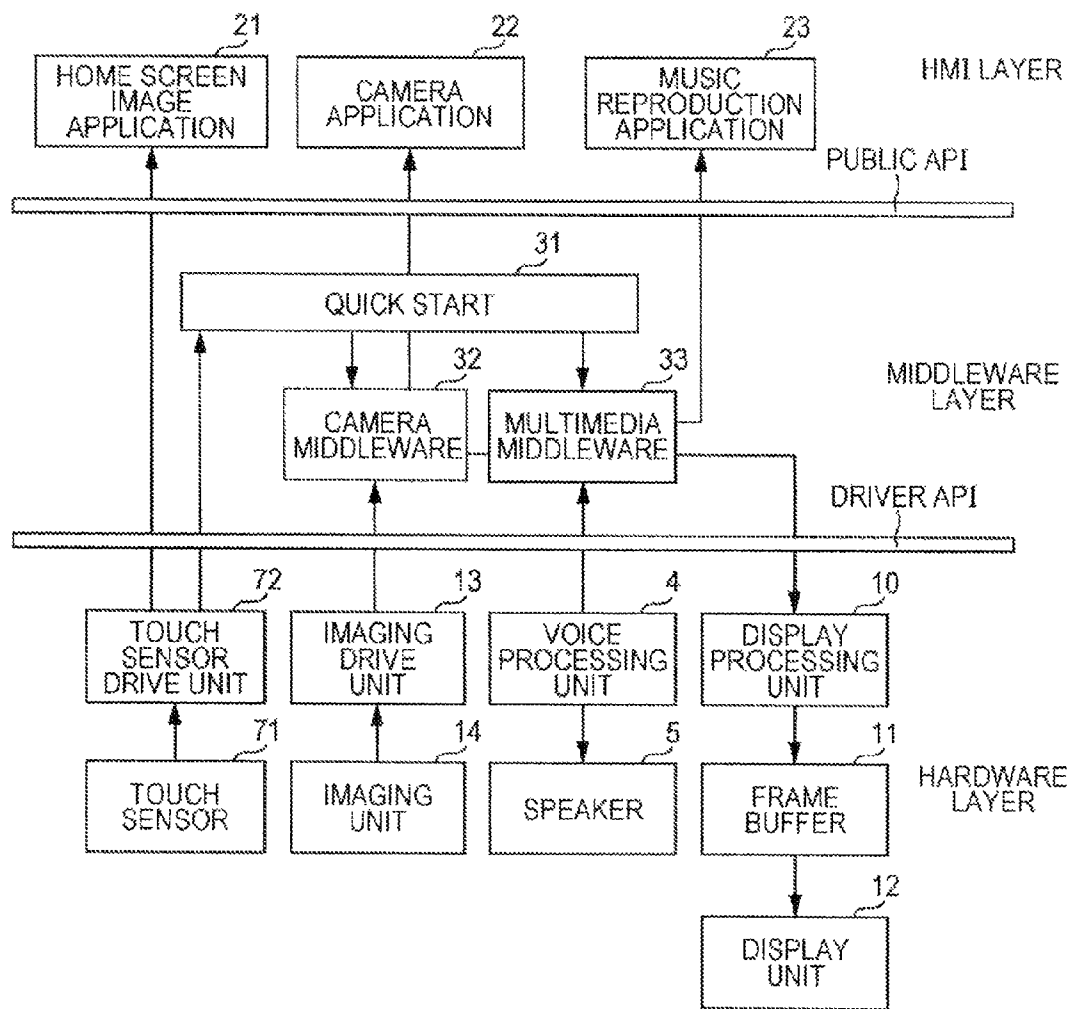 21
22
23
HOME SCREEN
IMAGE
APPLICATION
CAMERA
APPLICATION
MUSIC
REPRODUCTION
APPLICATION
HMI LAYER
PUBLIC API
31
QUICK START
32
33
CAMERA
MIDDLEWARE
MULTIMEDIA
MIDDLEWARE
MIDDLEWARE
LAYER
DRIVER API
72
13
4
10
TOUCH
SENSOR
DRIVE UNIT
IMAGING
DRIVE
UNIT
VOICE
PROCESSING
UNIT
DISPLAY
PROCESSING
UNIT
71
14
5
11
TOUCH
SENSOR
IMAGING
UNIT
SPEAKER
FRAME
BUFFER
HARDWARE
LAYER
12
DISPLAY
UNIT